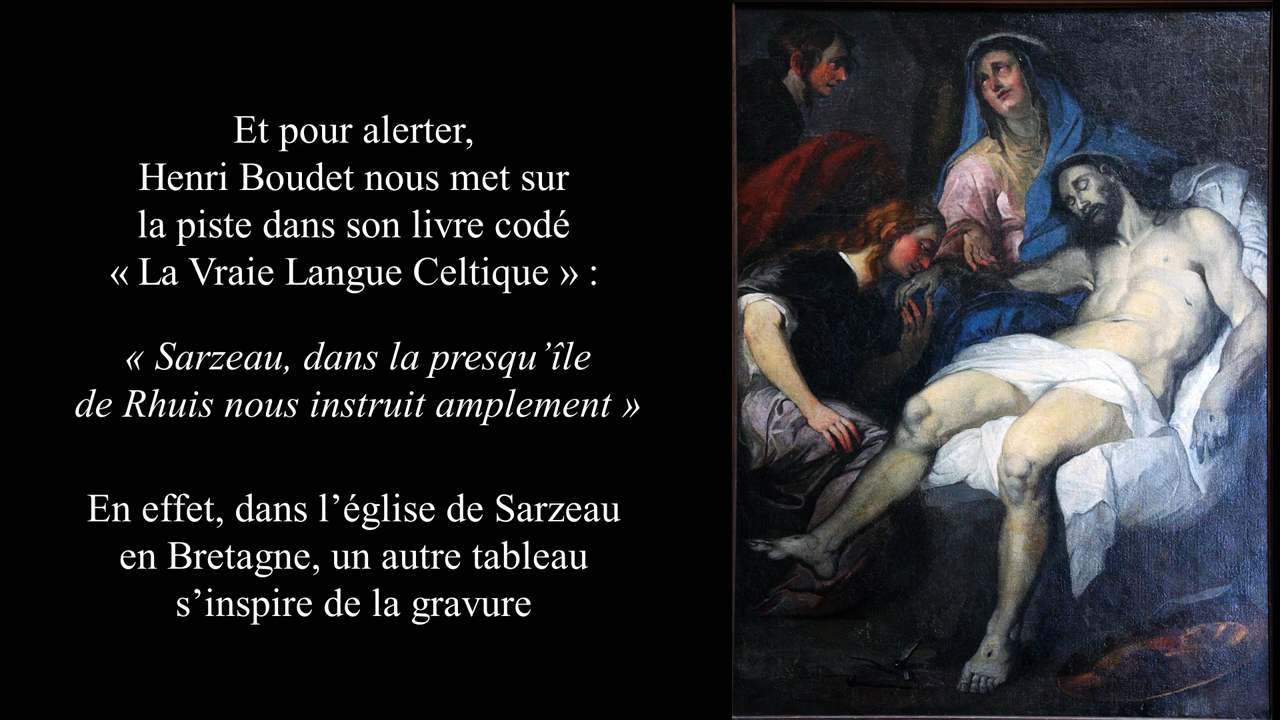 Et pour alerter,
Henri Boudet nous met sur
la piste dans son livre codé
« La Vraie Langue Celtique » :
« Sarzeau, dans la presqu’île
de Rhuis nous instruit amplement »
En effet, dans l’église de Sarzeau
en Bretagne, un autre tableau
s’inspire de la gravure